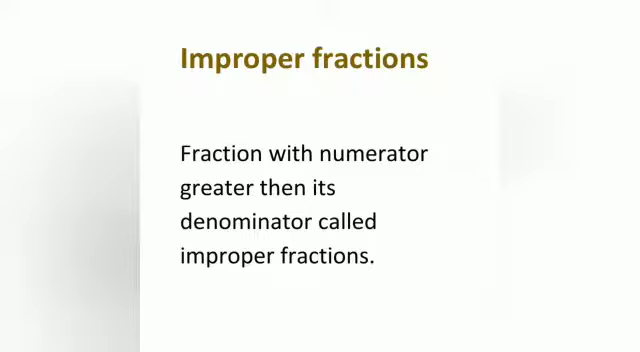 Improper fractions
Fraction with numerator
greater then its
denominator called
improper fractions.